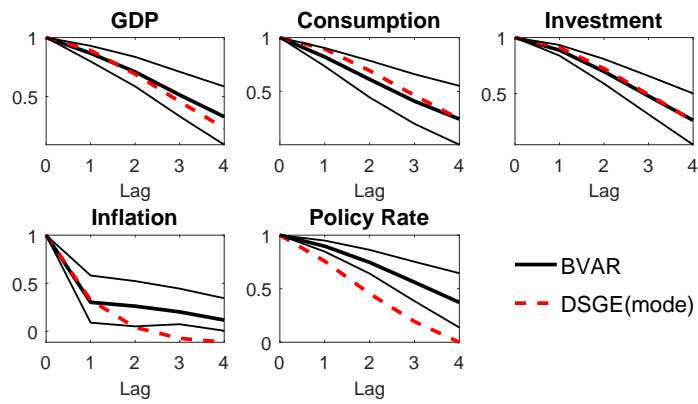 GDP
1
0.5
0 1 2 3 4
Lag
Consumption
1
0.5
0 1 2 3 4
Lag
Investment
1
0.5
0 1 2 3 4
Lag
Inflation
1
0.5
0
0 1 2 3 4
Lag
Policy Rate
1
0.5
0
0 1 2 3 4
Lag
BVAR
DSGE(mode)